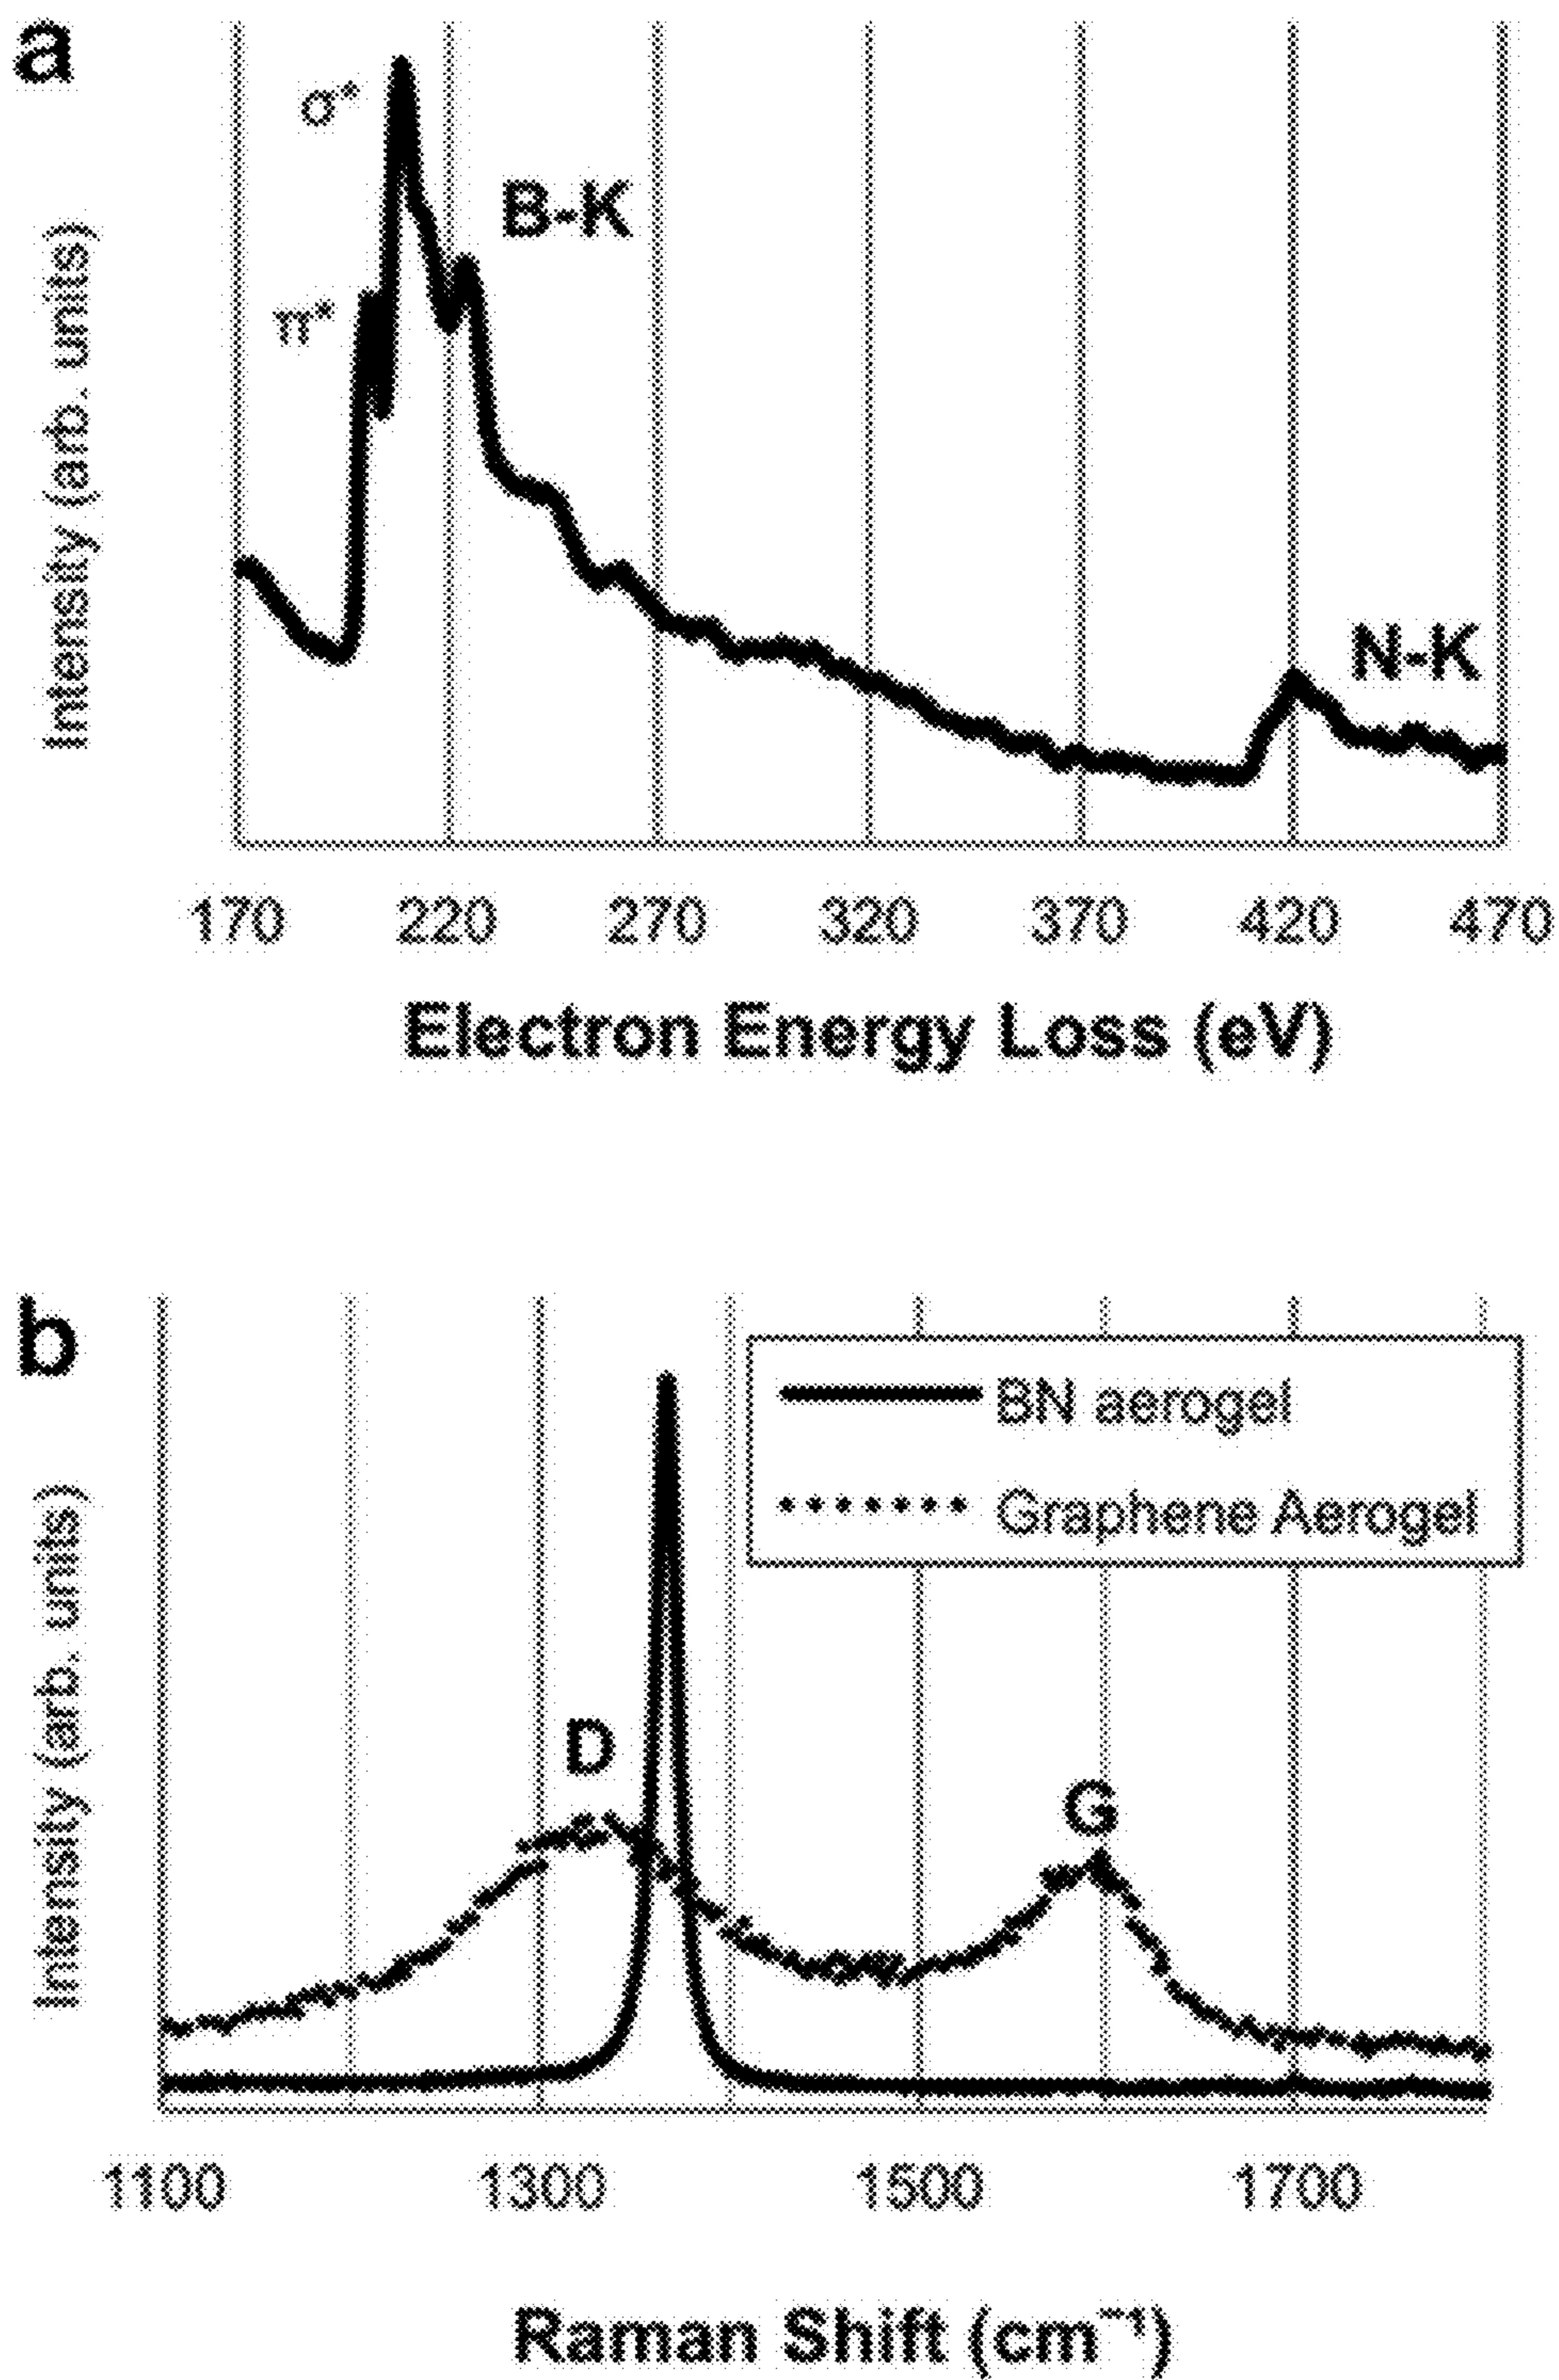 a
σ*
B-K
π*
Intensity (arb. units)
N-K
170 220 270 320 370 420 470
Electron Energy Loss (eV)
b
BN aerogel
Graphene Aerogel
Intensity (arb. units)
D
G
1100 1300 1500 1700
Raman Shift (cm⁻¹)